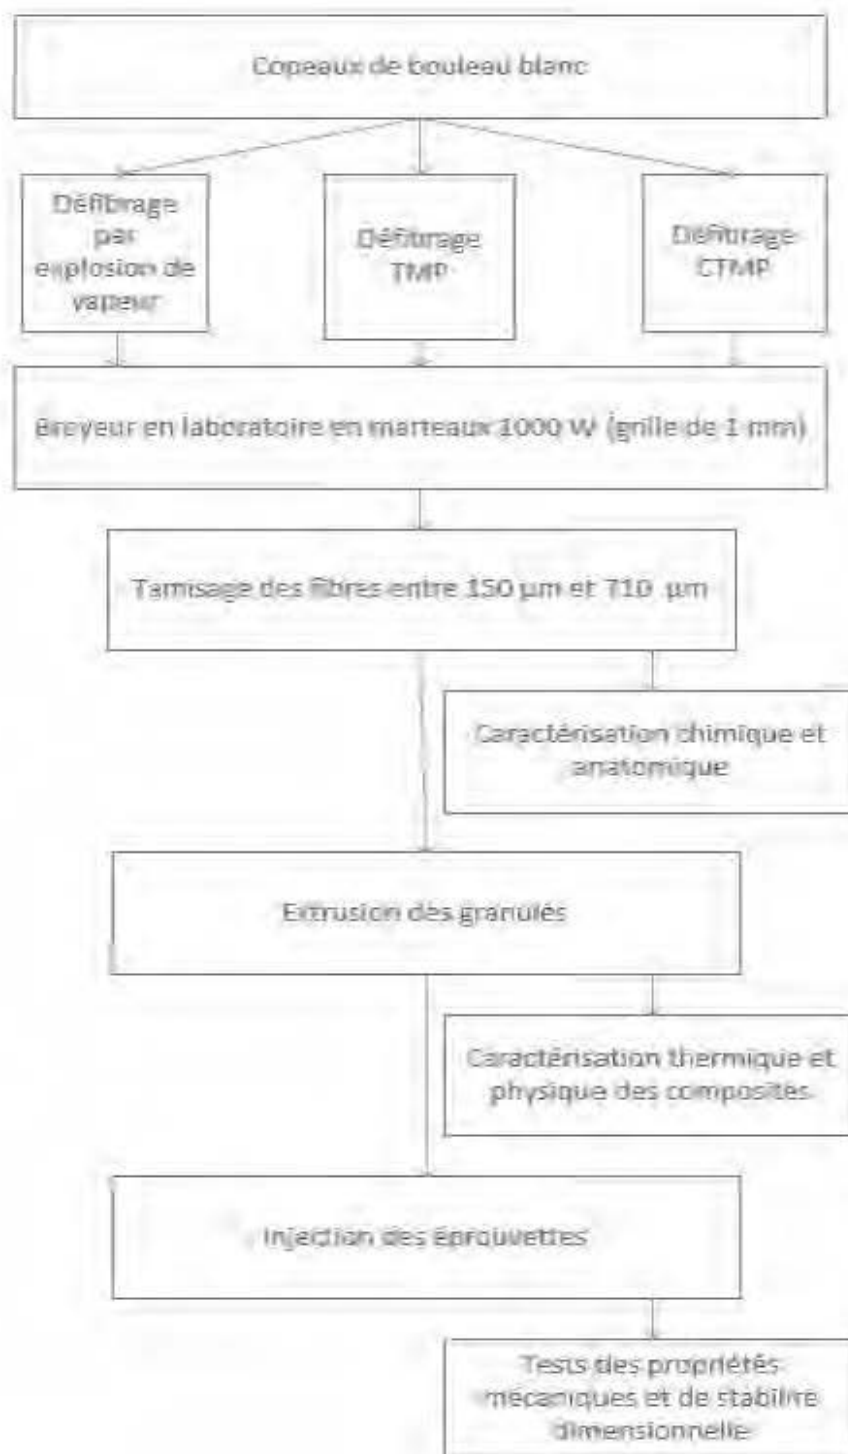 Copeaux de bouleau blanc
Défibrage
par
explosion de
vapeur
Défibrage
TMP
Défibrage
CTMP
Broyeur en laboratoire en marteaux 1000 W (grille de 1 mm)
Tamisage des fibres entre 150 µm et 710 µm
Caractérisation chimique et
anatomique
Extrusion des granulés
Caractérisation thermique et
physique des composites
Injection des éprouvettes
Tests des propriétés
mécaniques et de stabilité
dimensionnelle